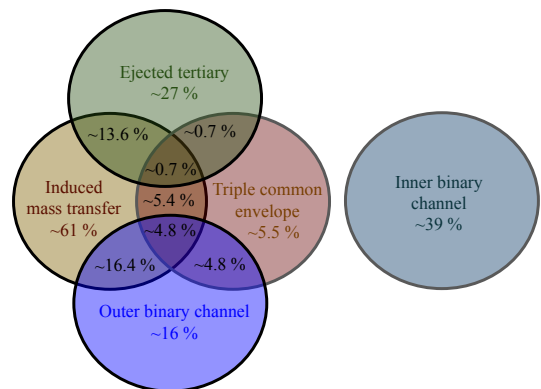 Ejected tertiary
~27 %
~13.6 %
~0.7 %
~0.7 %
Induced
mass transfer
~61 %
~5.4 %
Triple common
envelope
~5.5 %
~4.8 %
~16.4 %
~4.8 %
Outer binary channel
~16 %
Inner binary
channel
~39 %